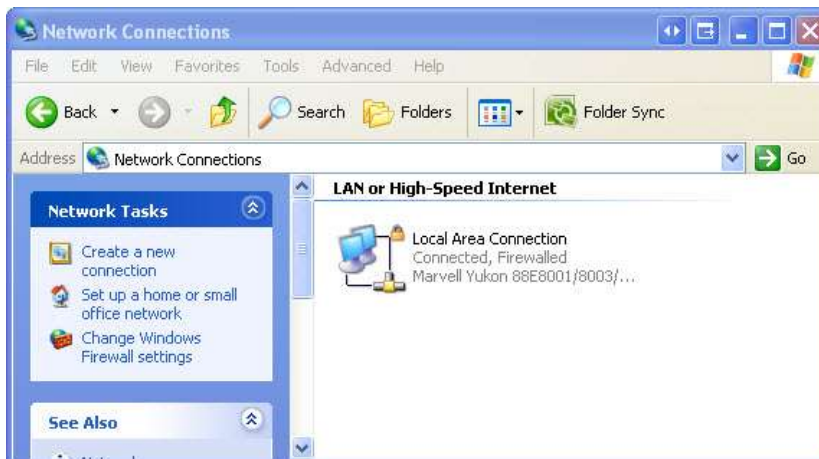 Network Connections
File Edit View Favorites Tools Advanced Help
Back Search Folders Folder Sync
Address Network Connections Go
Network Tasks
Create a new
connection
Set up a home or small
office network
Change Windows
Firewall settings
See Also
LAN or High-Speed Internet
Local Area Connection
Connected, Firewalled
Marvell Yukon 88E8001/8003/...